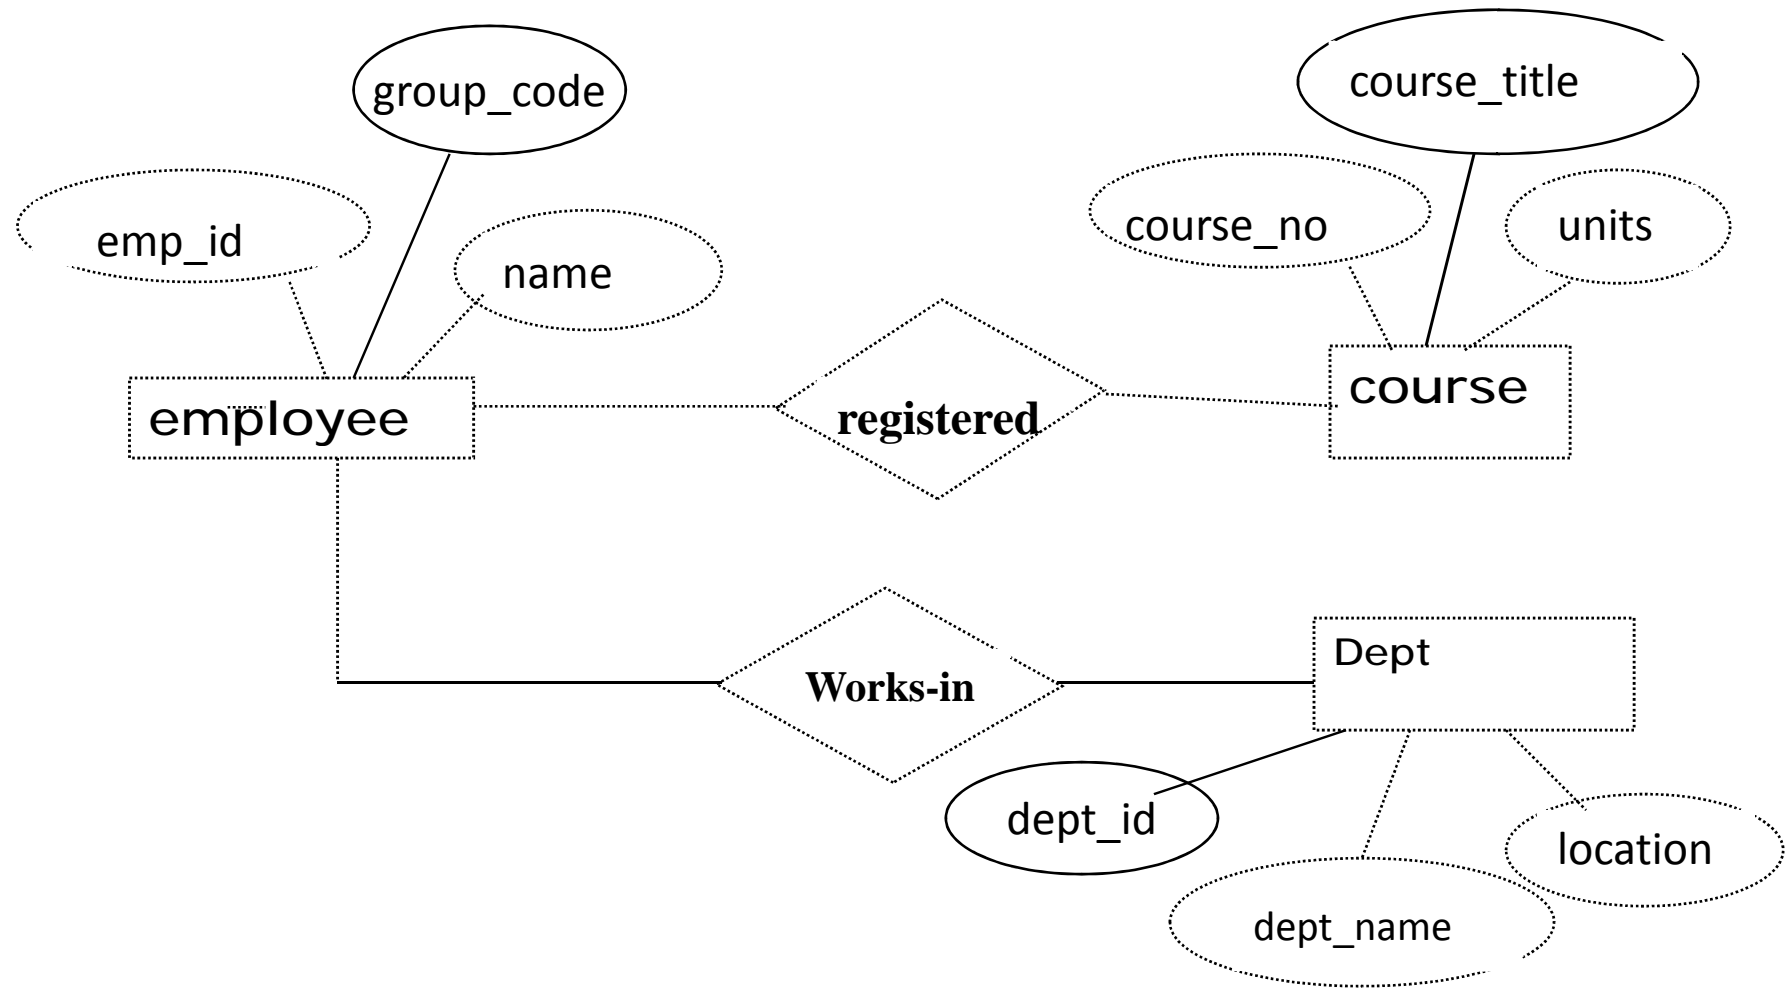 group_code
course_title
emp_id
name
course_no
units
employee
registered
course
Works-in
Dept
dept_id
location
dept_name